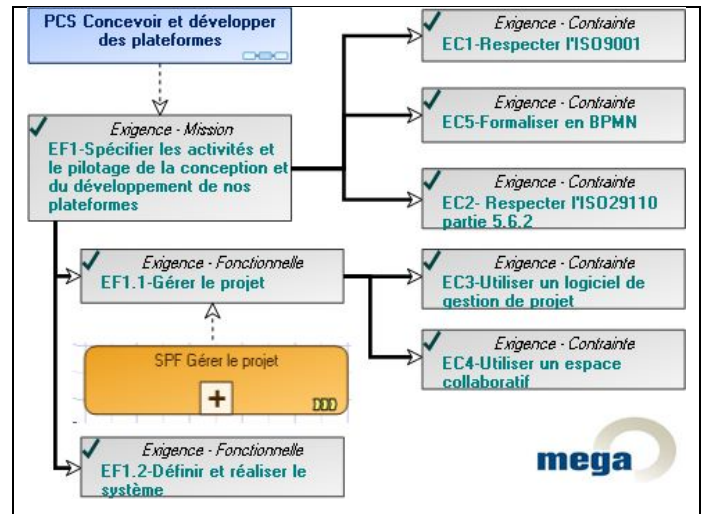 PCS Concevoir et développer
des plateformes
Exigence - Mission
EF1-Spécifier les activités et
le pilotage de la conception et
du développement de nos
plateformes
Exigence - Contrainte
EC1-Respecter l'ISO9001
Exigence - Contrainte
EC5-Formaliser en BPMN
Exigence - Contrainte
EC2- Respecter l'ISO29110
partie 5.6.2
Exigence - Fonctionnelle
EF1.1-Gérer le projet
Exigence - Contrainte
EC3-Utiliser un logiciel de
gestion de projet
SPF Gérer le projet
Exigence - Contrainte
EC4-Utiliser un espace
collaboratif
Exigence - Fonctionnelle
EF1.2-Définir et réaliser le
système
mega